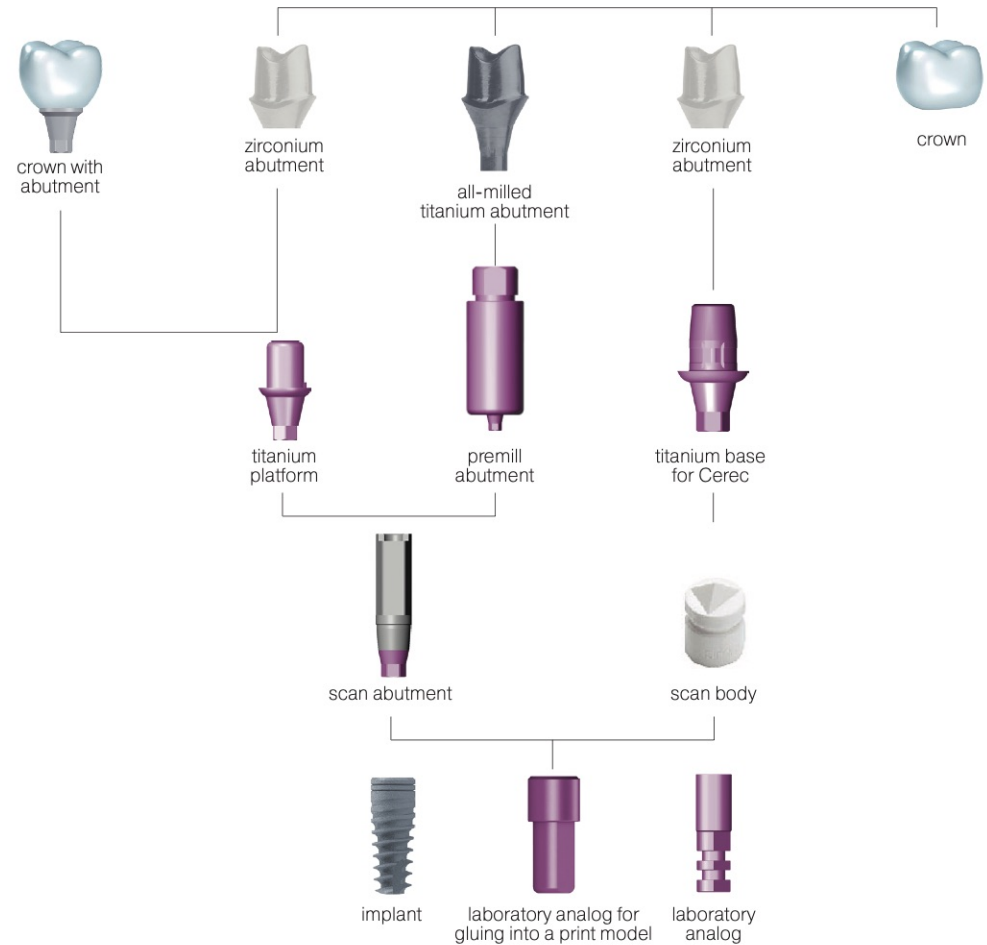 crown with
abutment
zirconium
abutment
all-milled
titanium abutment
zirconium
abutment
crown
titanium
platform
premill
abutment
titanium base
for Cerec
scan abutment
scan body
implant
laboratory analog for
gluing into a print model
laboratory
analog